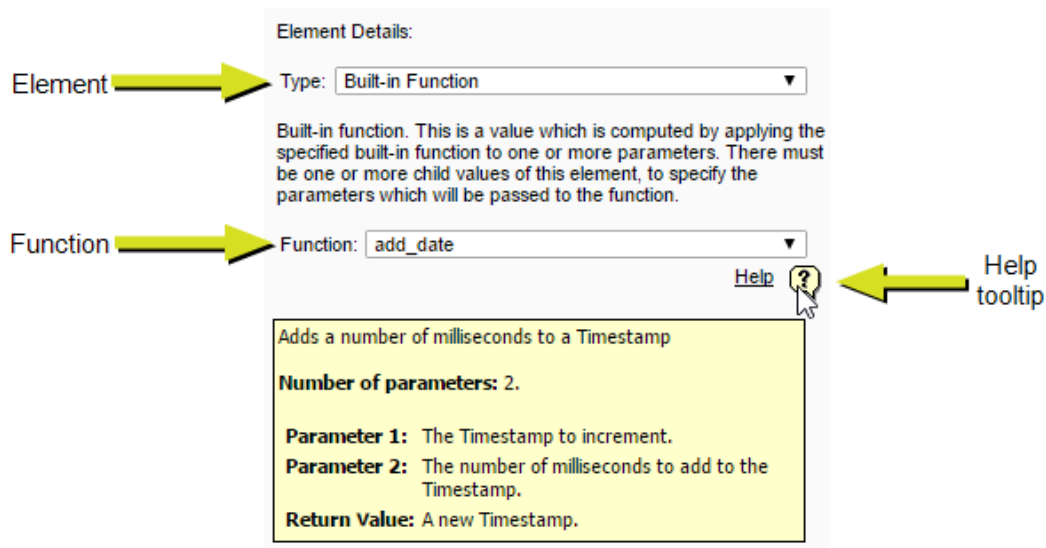 Element Details:
Element
Type: Built-in Function
Built-in function. This is a value which is computed by applying the
specified built-in function to one or more parameters. There must
be one or more child values of this element, to specify the
parameters which will be passed to the function.
Function
Function: add_date
Help ?
Help
tooltip
Adds a number of milliseconds to a Timestamp
Number of parameters: 2.
Parameter 1: The Timestamp to increment.
Parameter 2: The number of milliseconds to add to the
Timestamp.
Return Value: A new Timestamp.